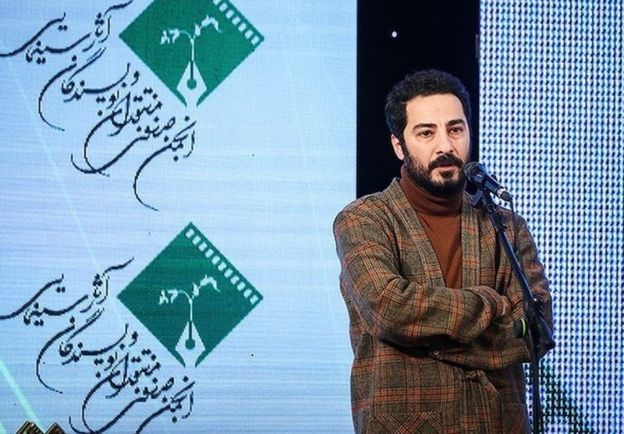 انجمن صنفی
منتقدان
و نویسندگان
آثار سینمایی
انجمن صنفی
منتقدان
و نویسندگان
آثار سینمایی